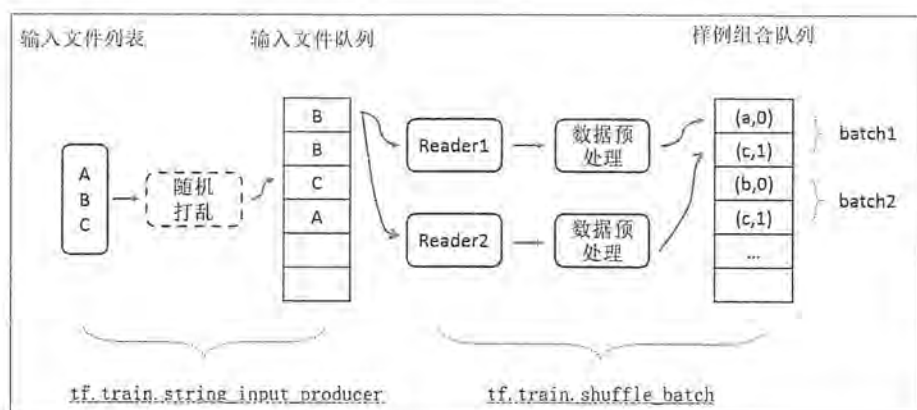 输入文件列表
输入文件队列
样例组合队列
A
B
C
随机
打乱
B
B
C
A
Reader1
数据预
处理
Reader2
数据预
处理
(a,0)
(c,1)
(b,0)
(c,1)
...
batch1
batch2
tf.train.string_input_producer
tf.train.shuffle_batch